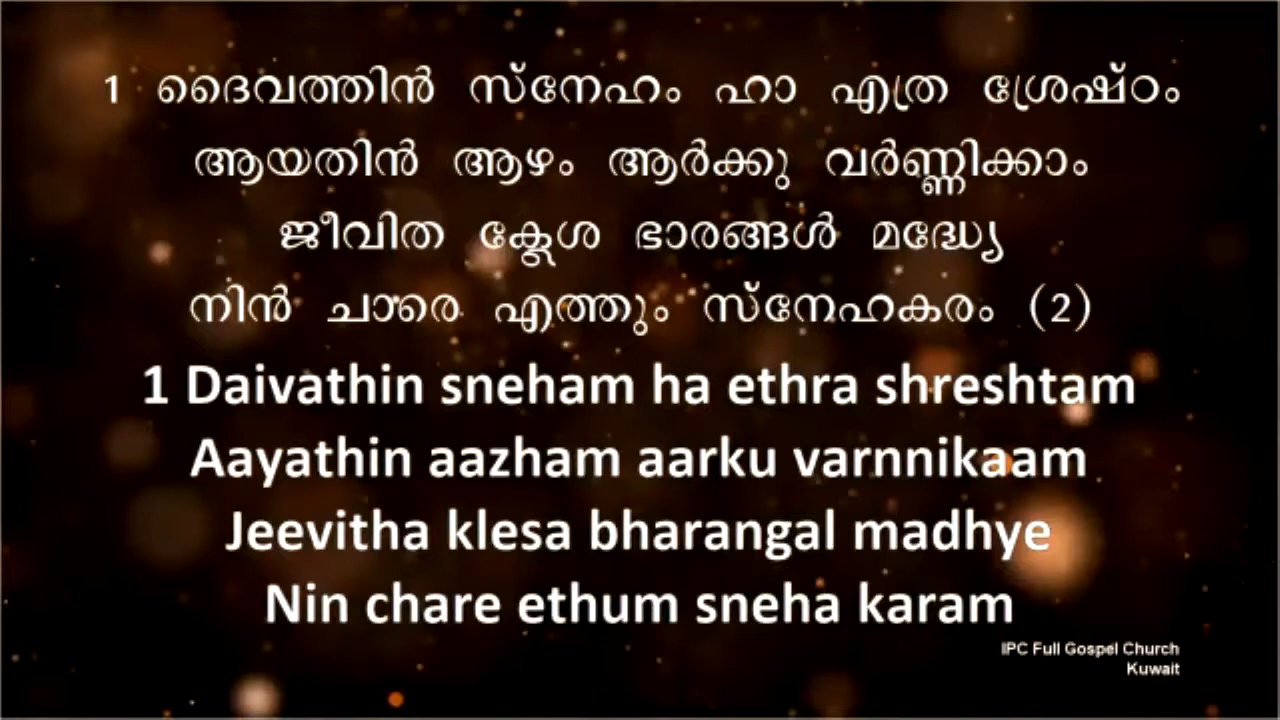 1 ദൈവത്തിൻ സ്നേഹം ഹാ എത്ര ശ്രേഷ്ഠം
ആയതിൻ ആഴം ആർക്കു വർണ്ണിക്കാം
ജീവിത ക്ലേശ ഭാരങ്ങൾ മദ്ധ്യേ
നിൻ ചാരെ എത്തും സ്നേഹകരം (2)
1 Daivathin sneham ha ethra shreshtam
Aayathin aazham aarku varnnikaam
Jeevitha klesa bharangal madhye
Nin chare ethum sneha karam
IPC Full Gospel Church
Kuwait